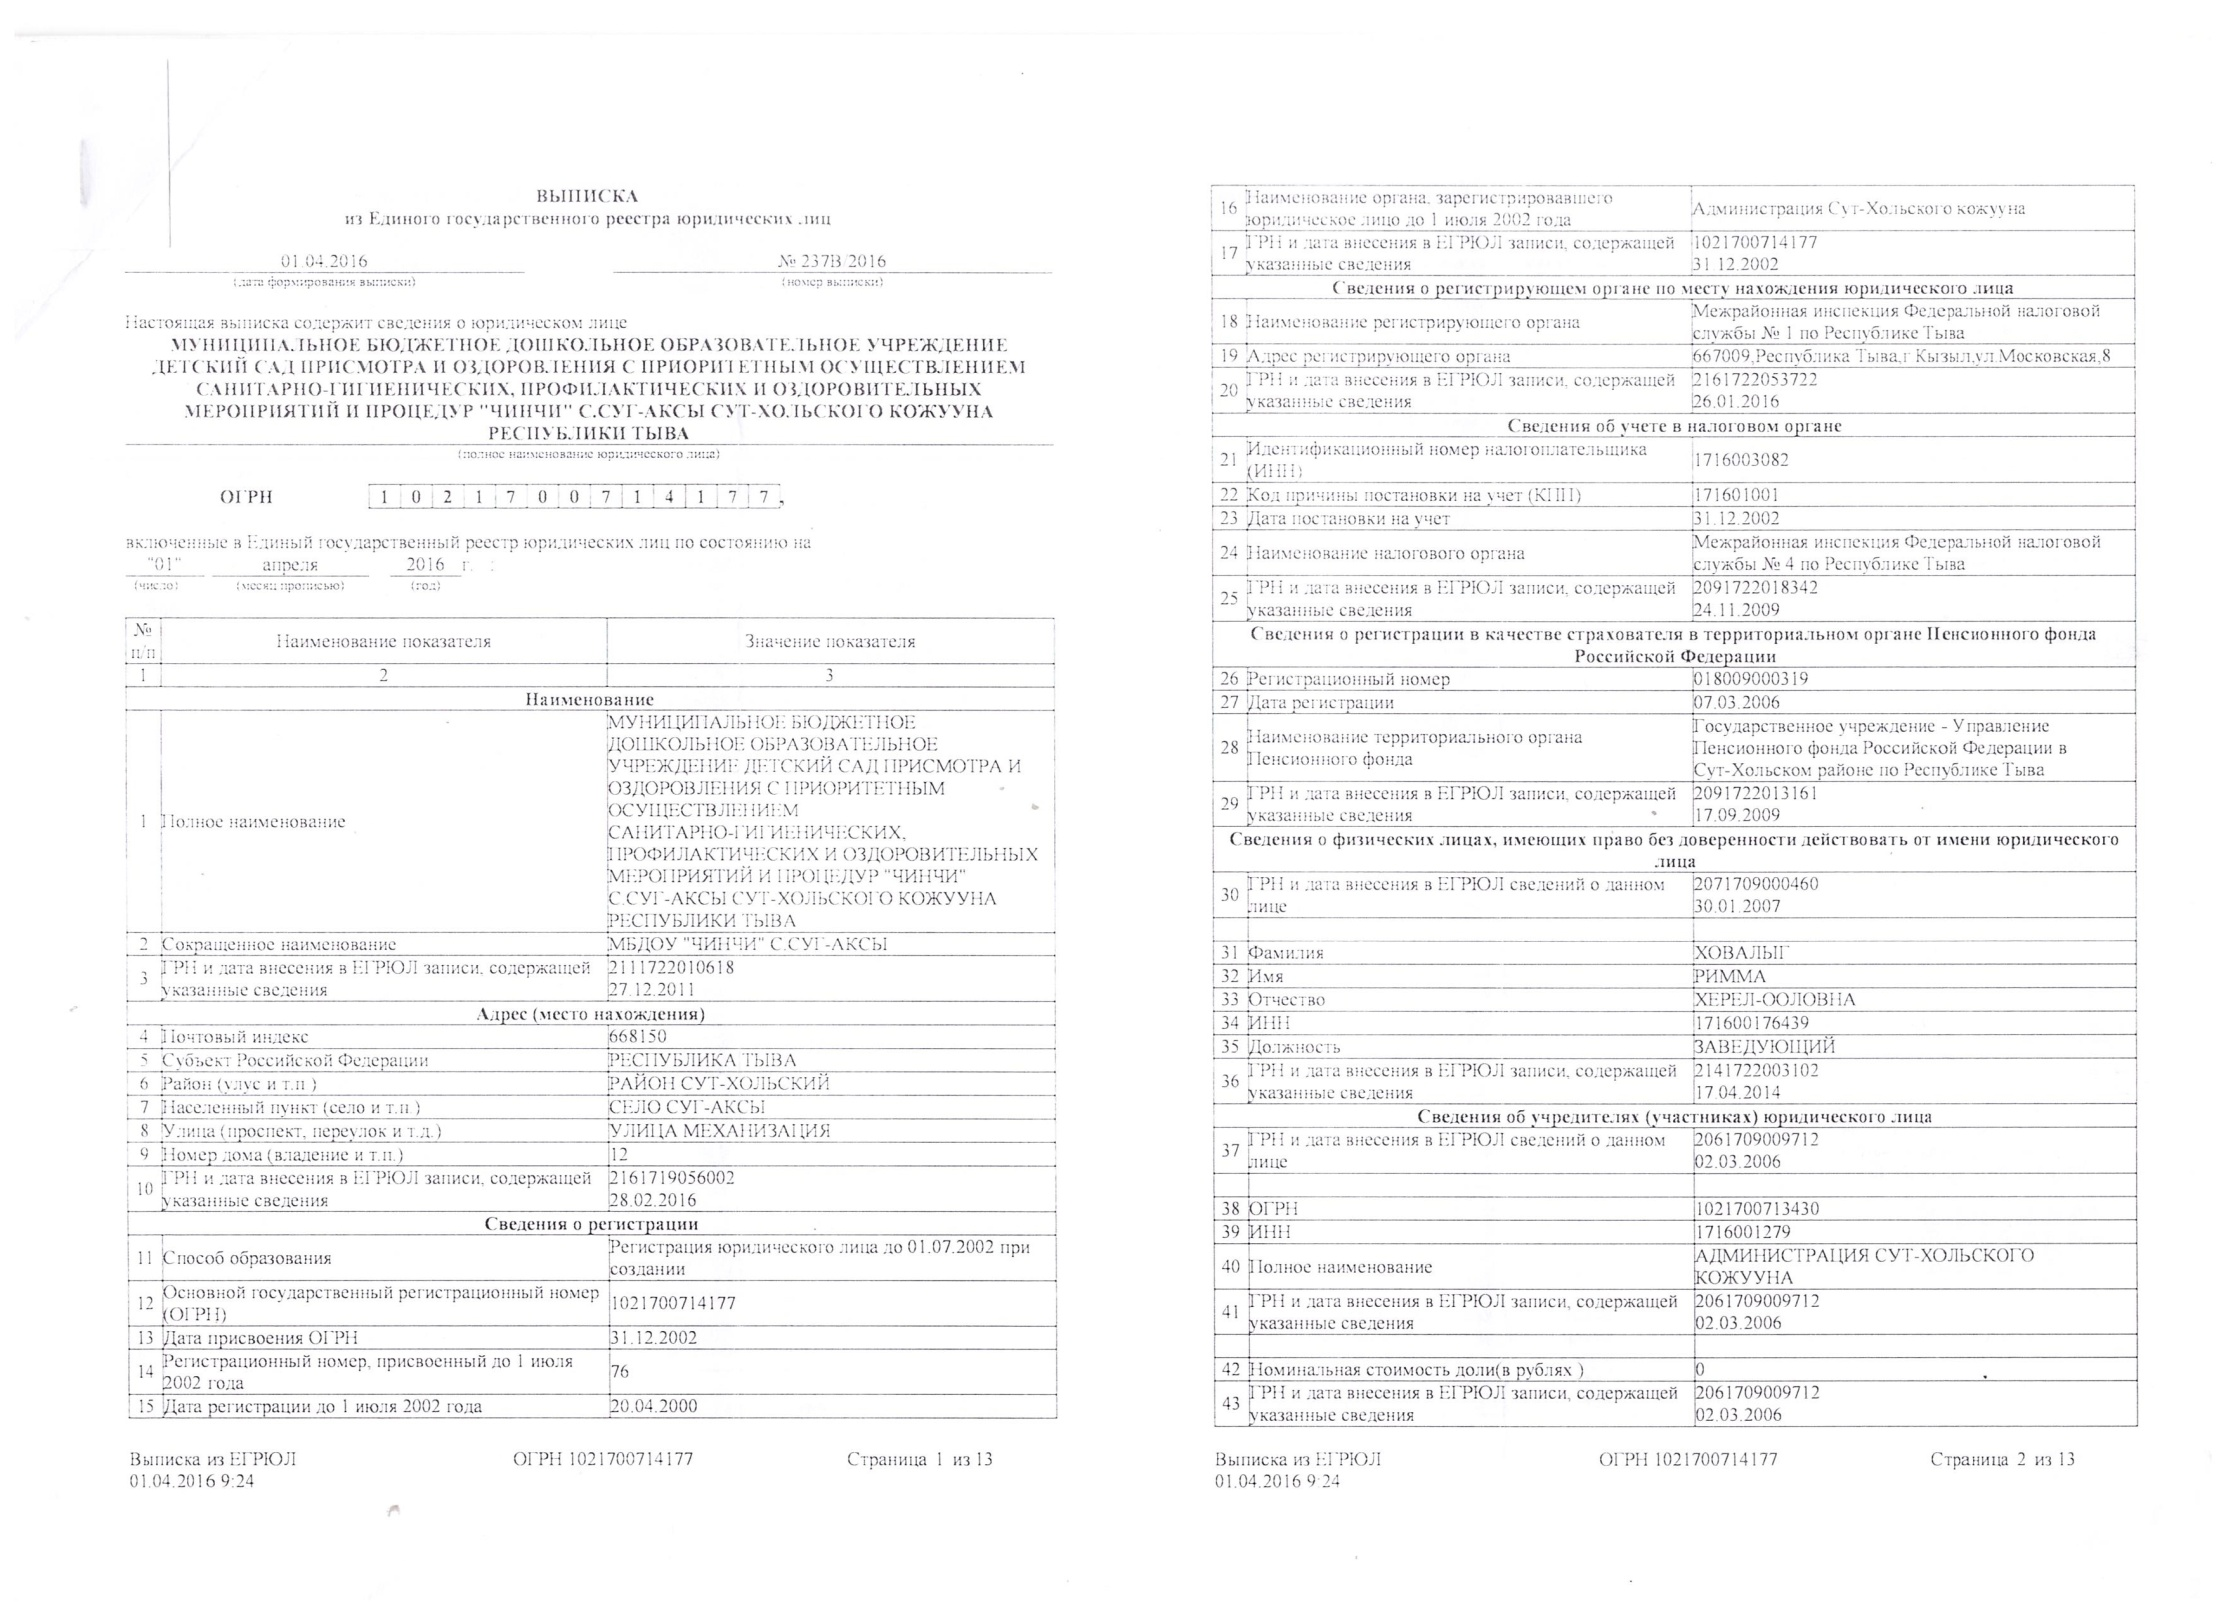 ВЫПИСКА
из Единого государственного реестра юридических лиц
01.04.2016 № 237В/2016
(дата формирования выписки) (номер выписки)
Настоящая выписка содержит сведения о юридическом лице
МУНИЦИПАЛЬНОЕ БЮДЖЕТНОЕ ДОШКОЛЬНОЕ ОБРАЗОВАТЕЛЬНОЕ УЧРЕЖДЕНИЕ
ДЕТСКИЙ САД ПРИСМОТРА И ОЗДОРОВЛЕНИЯ С ПРИОРИТЕТНЫМ ОСУЩЕСТВЛЕНИЕМ
САНИТАРНО-ГИГИЕНИЧЕСКИХ, ПРОФИЛАКТИЧЕСКИХ И ОЗДОРОВИТЕЛЬНЫХ
МЕРОПРИЯТИЙ И ПРОЦЕДУР "ЧИНЧИ" С.СУГ-АКСЫ СУТ-ХОЛЬСКОГО КОЖУУНА
РЕСПУБЛИКИ ТЫВА
(полное наименование юридического лица)
ОГРН 1 0 2 1 7 0 0 7 1 4 1 7 7 ,
включенные в Единый государственный реестр юридических лиц по состоянию на
"01" апреля 2016 г. :
(число) (месяц прописью) (год)
№ п/п Наименование показателя Значение показателя
1 2 3
Наименование
1 Полное наименование МУНИЦИПАЛЬНОЕ БЮДЖЕТНОЕ
ДОШКОЛЬНОЕ ОБРАЗОВАТЕЛЬНОЕ
УЧРЕЖДЕНИЕ ДЕТСКИЙ САД ПРИСМОТРА И
ОЗДОРОВЛЕНИЯ С ПРИОРИТЕТНЫМ
ОСУЩЕСТВЛЕНИЕМ
САНИТАРНО-ГИГИЕНИЧЕСКИХ,
ПРОФИЛАКТИЧЕСКИХ И ОЗДОРОВИТЕЛЬНЫХ
МЕРОПРИЯТИЙ И ПРОЦЕДУР "ЧИНЧИ"
С.СУГ-АКСЫ СУТ-ХОЛЬСКОГО КОЖУУНА
РЕСПУБЛИКИ ТЫВА
2 Сокращенное наименование МБДОУ "ЧИНЧИ" С.СУГ-АКСЫ
3 ГРН и дата внесения в ЕГРЮЛ записи, содержащей 2111722010618
указанные сведения 27.12.2011
Адрес (место нахождения)
4 Почтовый индекс 668150
5 Субъект Российской Федерации РЕСПУБЛИКА ТЫВА
6 Район (улус и т.п.) РАЙОН СУТ-ХОЛЬСКИЙ
7 Населенный пункт (село и т.п.) СЕЛО СУГ-АКСЫ
8 Улица (проспект, переулок и т.д.) УЛИЦА МЕХАНИЗАЦИЯ
9 Номер дома (владение и т.п.) 12
10 ГРН и дата внесения в ЕГРЮЛ записи, содержащей 2161719056002
указанные сведения 28.02.2016
Сведения о регистрации
11 Способ образования Регистрация юридического лица до 01.07.2002 при
создании
12 Основной государственный регистрационный номер 1021700714177
(ОГРН)
13 Дата присвоения ОГРН 31.12.2002
14 Регистрационный номер, присвоенный до 1 июля 76
2002 года
15 Дата регистрации до 1 июля 2002 года 20.04.2000
Выписка из ЕГРЮЛ ОГРН 1021700714177 Страница 1 из 13
01.04.2016 9:24
16 Наименование органа, зарегистрировавшего Администрация Сут-Хольского кожууна
юридическое лицо до 1 июля 2002 года
17 ГРН и дата внесения в ЕГРЮЛ записи, содержащей 1021700714177
указанные сведения 31.12.2002
Сведения о регистрирующем органе по месту нахождения юридического лица
18 Наименование регистрирующего органа Межрайонная инспекция Федеральной налоговой
службы № 1 по Республике Тыва
19 Адрес регистрирующего органа 667009,Республика Тыва,г Кызыл,ул Московская,8
20 ГРН и дата внесения в ЕГРЮЛ записи, содержащей 2161722053722
указанные сведения 26.01.2016
Сведения об учете в налоговом органе
21 Идентификационный номер налогоплательщика 1716003082
(ИНН)
22 Код причины постановки на учет (КПП) 171601001
23 Дата постановки на учет 31.12.2002
24 Наименование налогового органа Межрайонная инспекция Федеральной налоговой
службы № 4 по Республике Тыва
25 ГРН и дата внесения в ЕГРЮЛ записи, содержащей 2091722018342
указанные сведения 24.11.2009
Сведения о регистрации в качестве страхователя в территориальном органе Пенсионного фонда
Российской Федерации
26 Регистрационный номер 018009000319
27 Дата регистрации 07.03.2006
28 Наименование территориального органа Государственное учреждение - Управление
Пенсионного фонда Пенсионного фонда Российской Федерации в
Сут-Хольском районе по Республике Тыва
29 ГРН и дата внесения в ЕГРЮЛ записи, содержащей 2091722013161
указанные сведения 17.09.2009
Сведения о физических лицах, имеющих право без доверенности действовать от имени юридического
лица
30 ГРН и дата внесения в ЕГРЮЛ сведений о данном 2071709000460
лице 30.01.2007
31 Фамилия ХОВАЛЫГ
32 Имя РИММА
33 Отчество ХЕРЕЛ-ООЛОВНА
34 ИНН 171600176439
35 Должность ЗАВЕДУЮЩИЙ
36 ГРН и дата внесения в ЕГРЮЛ записи, содержащей 2141722003102
указанные сведения 17.04.2014
Сведения об учредителях (участниках) юридического лица
37 ГРН и дата внесения в ЕГРЮЛ сведений о данном 2061709009712
лице 02.03.2006
38 ОГРН 1021700713430
39 ИНН 1716001279
40 Полное наименование АДМИНИСТРАЦИЯ СУТ-ХОЛЬСКОГО
КОЖУУНА
41 ГРН и дата внесения в ЕГРЮЛ записи, содержащей 2061709009712
указанные сведения 02.03.2006
42 Номинальная стоимость доли(в рублях ) 0
43 ГРН и дата внесения в ЕГРЮЛ записи, содержащей 2061709009712
указанные сведения 02.03.2006
Выписка из ЕГРЮЛ ОГРН 1021700714177 Страница 2 из 13
01.04.2016 9:24